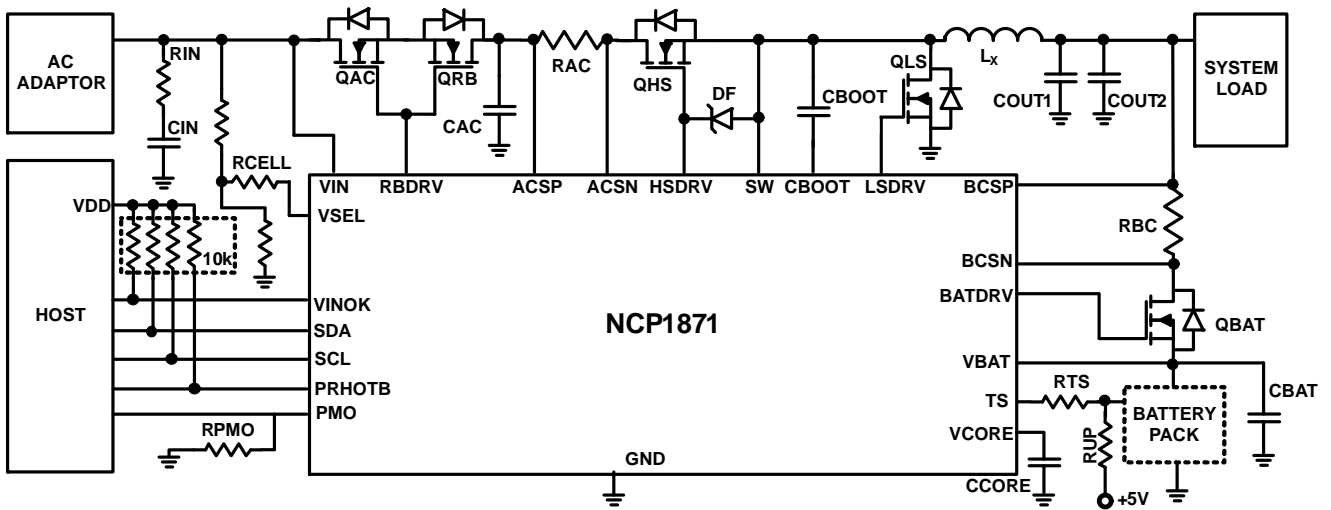 AC
ADAPTOR
RIN
CIN
QAC
QRB
CAC
RAC
QHS
DF
CBOOT
QLS
LX
COUT1
COUT2
SYSTEM
LOAD
RCELL
VIN
RBDRV
ACSP
ACSN
HSDRV
SW
CBOOT
LSDRV
BCSP
VSEL
VDD
10k
RBC
BCSN
HOST
VINOK
SDA
SCL
PRHOTB
PMO
RPMO
NCP1871
BATDRV
QBAT
VBAT
TS
RTS
CBAT
BATTERY
PACK
VCORE
RUP
GND
CCORE
+5V